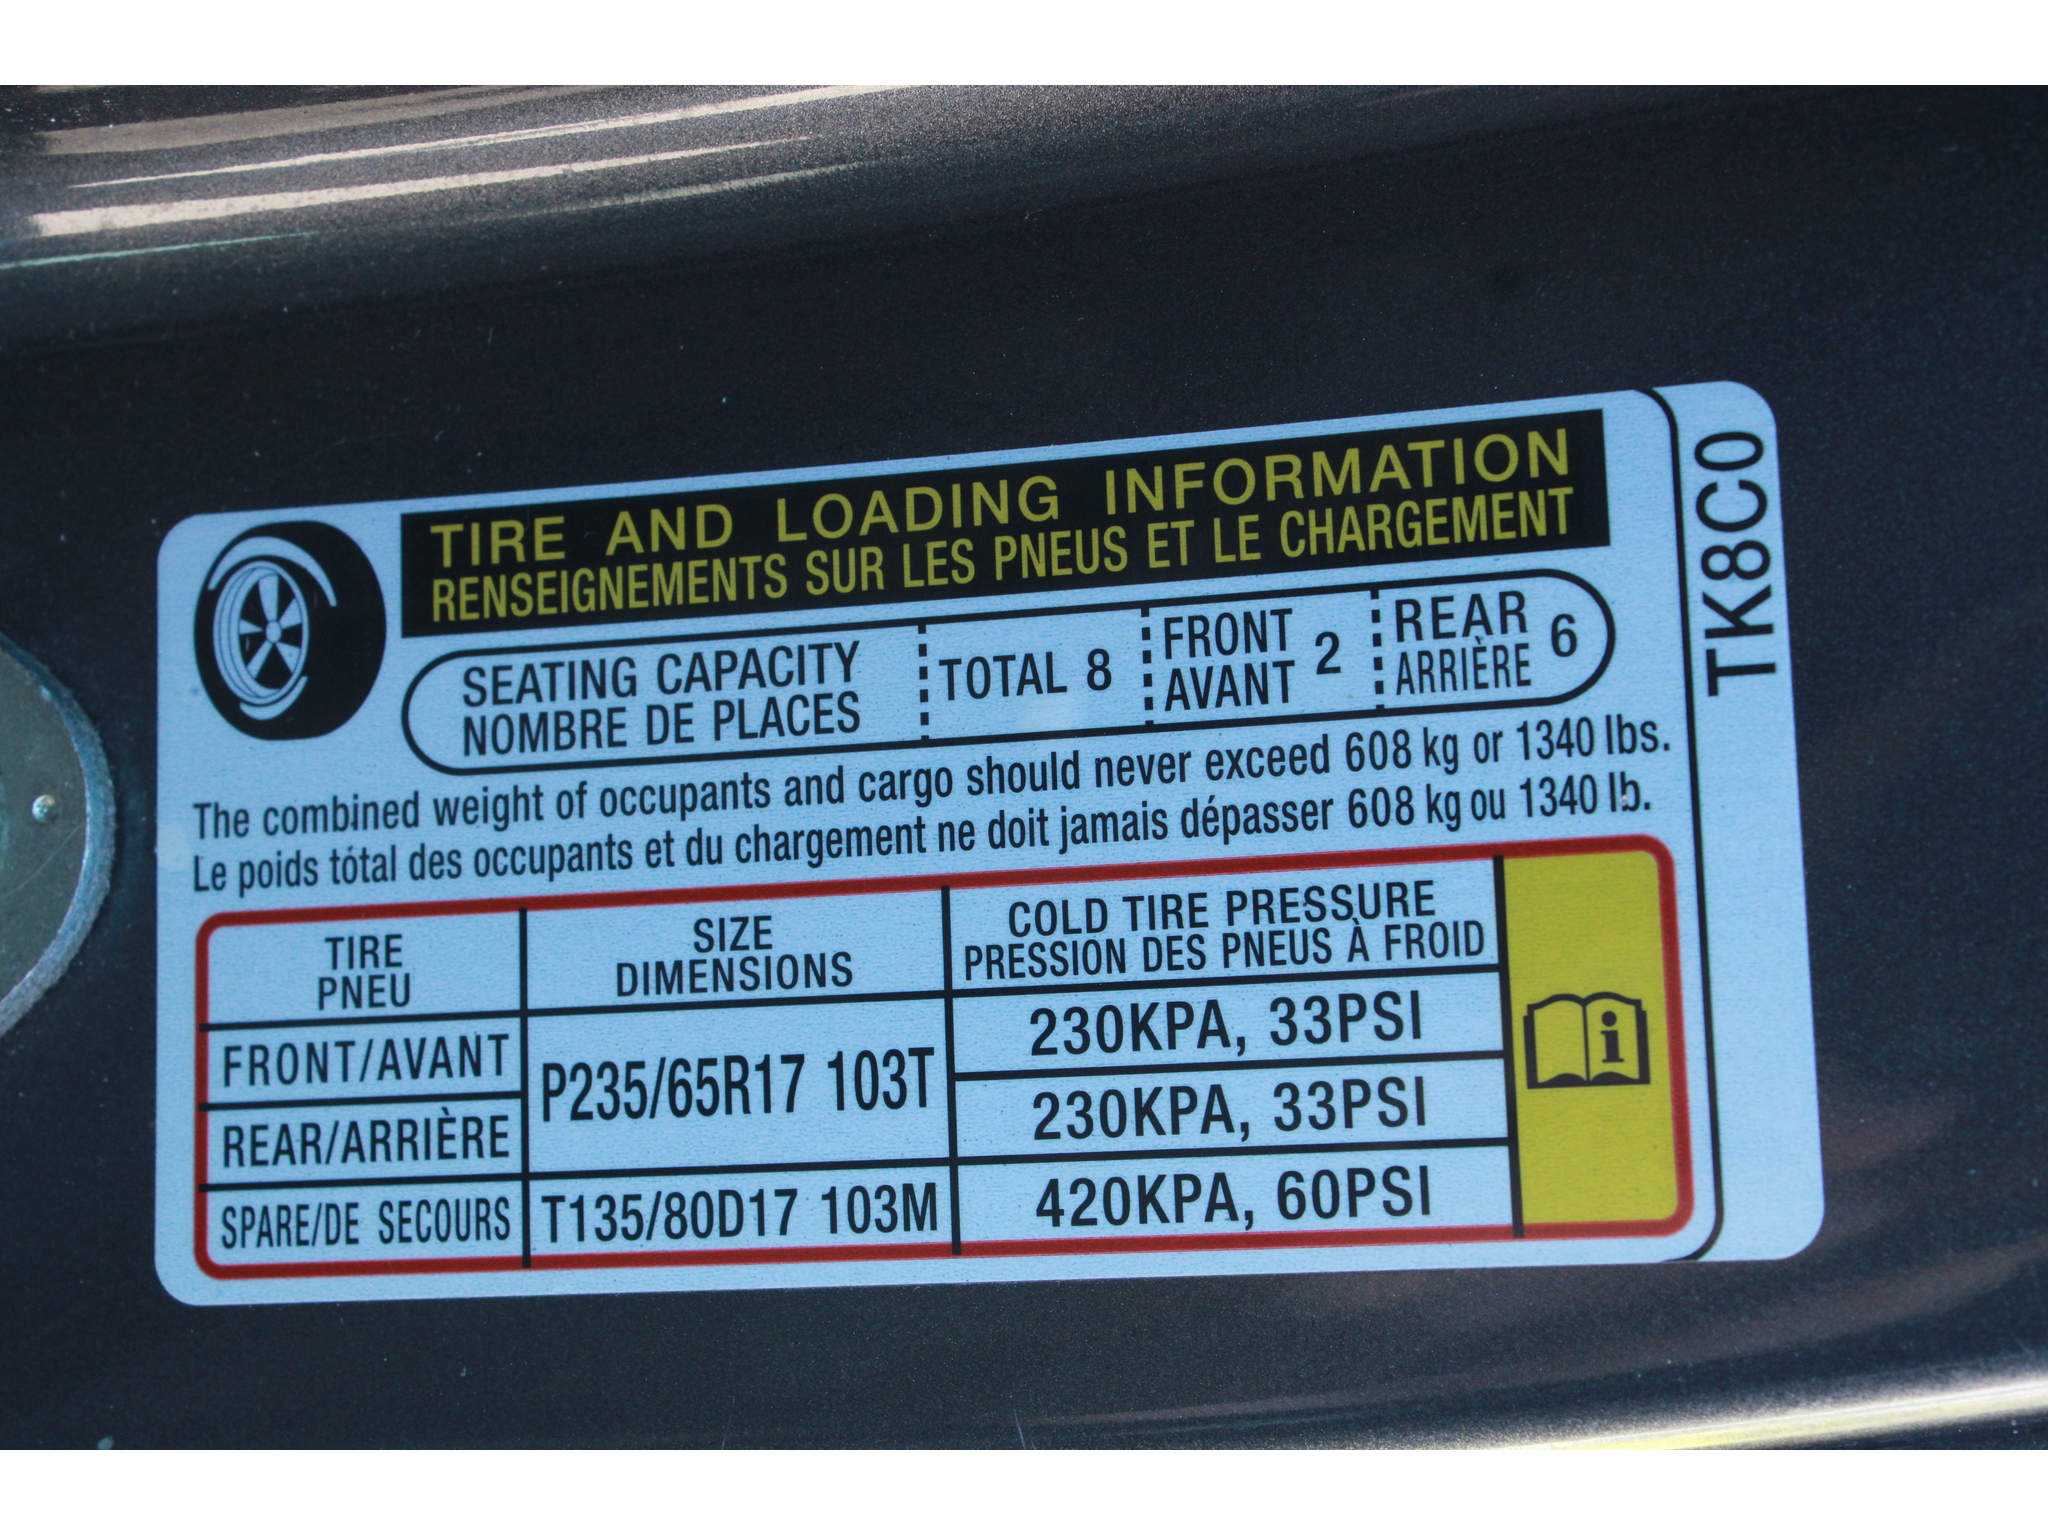 TIRE AND LOADING INFORMATION
RENSEIGNEMENTS SUR LES PNEUS ET LE CHARGEMENT
SEATING CAPACITY
NOMBRE DE PLACES
TOTAL 8
FRONT
AVANT
2
REAR
ARRIÈRE
6
The combined weight of occupants and cargo should never exceed 608 kg or 1340 lbs.
Le poids total des occupants et du chargement ne doit jamais dépasser 608 kg ou 1340 lb.
TIRE
PNEU
SIZE
DIMENSIONS
COLD TIRE PRESSURE
PRESSION DES PNEUS À FROID
FRONT/AVANT
P235/65R17 103T
230KPA, 33PSI
REAR/ARRIÈRE
230KPA, 33PSI
SPARE/DE SECOURS
T135/80D17 103M
420KPA, 60PSI
i
TK8C0